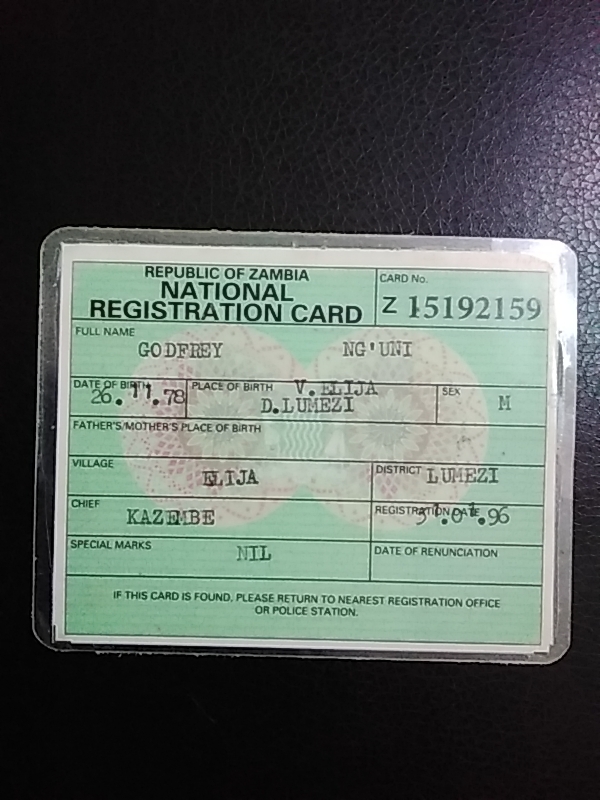 REPUBLIC OF ZAMBIA
NATIONAL
REGISTRATION CARD
CARD No.
Z 15192159
FULL NAME
GODFREY NG'UNI
DATE OF BIRTH
26.11.78
PLACE OF BIRTH V.ELIJA
D.LUMEZI
SEX
M
FATHER'S/MOTHER'S PLACE OF BIRTH
VILLAGE
ELIJA
DISTRICT LUMEZI
CHIEF
KAZEMBE
REGISTRATION DATE
SPECIAL MARKS
NIL
DATE OF RENUNCIATION
IF THIS CARD IS FOUND, PLEASE RETURN TO NEAREST REGISTRATION OFFICE
OR POLICE STATION.